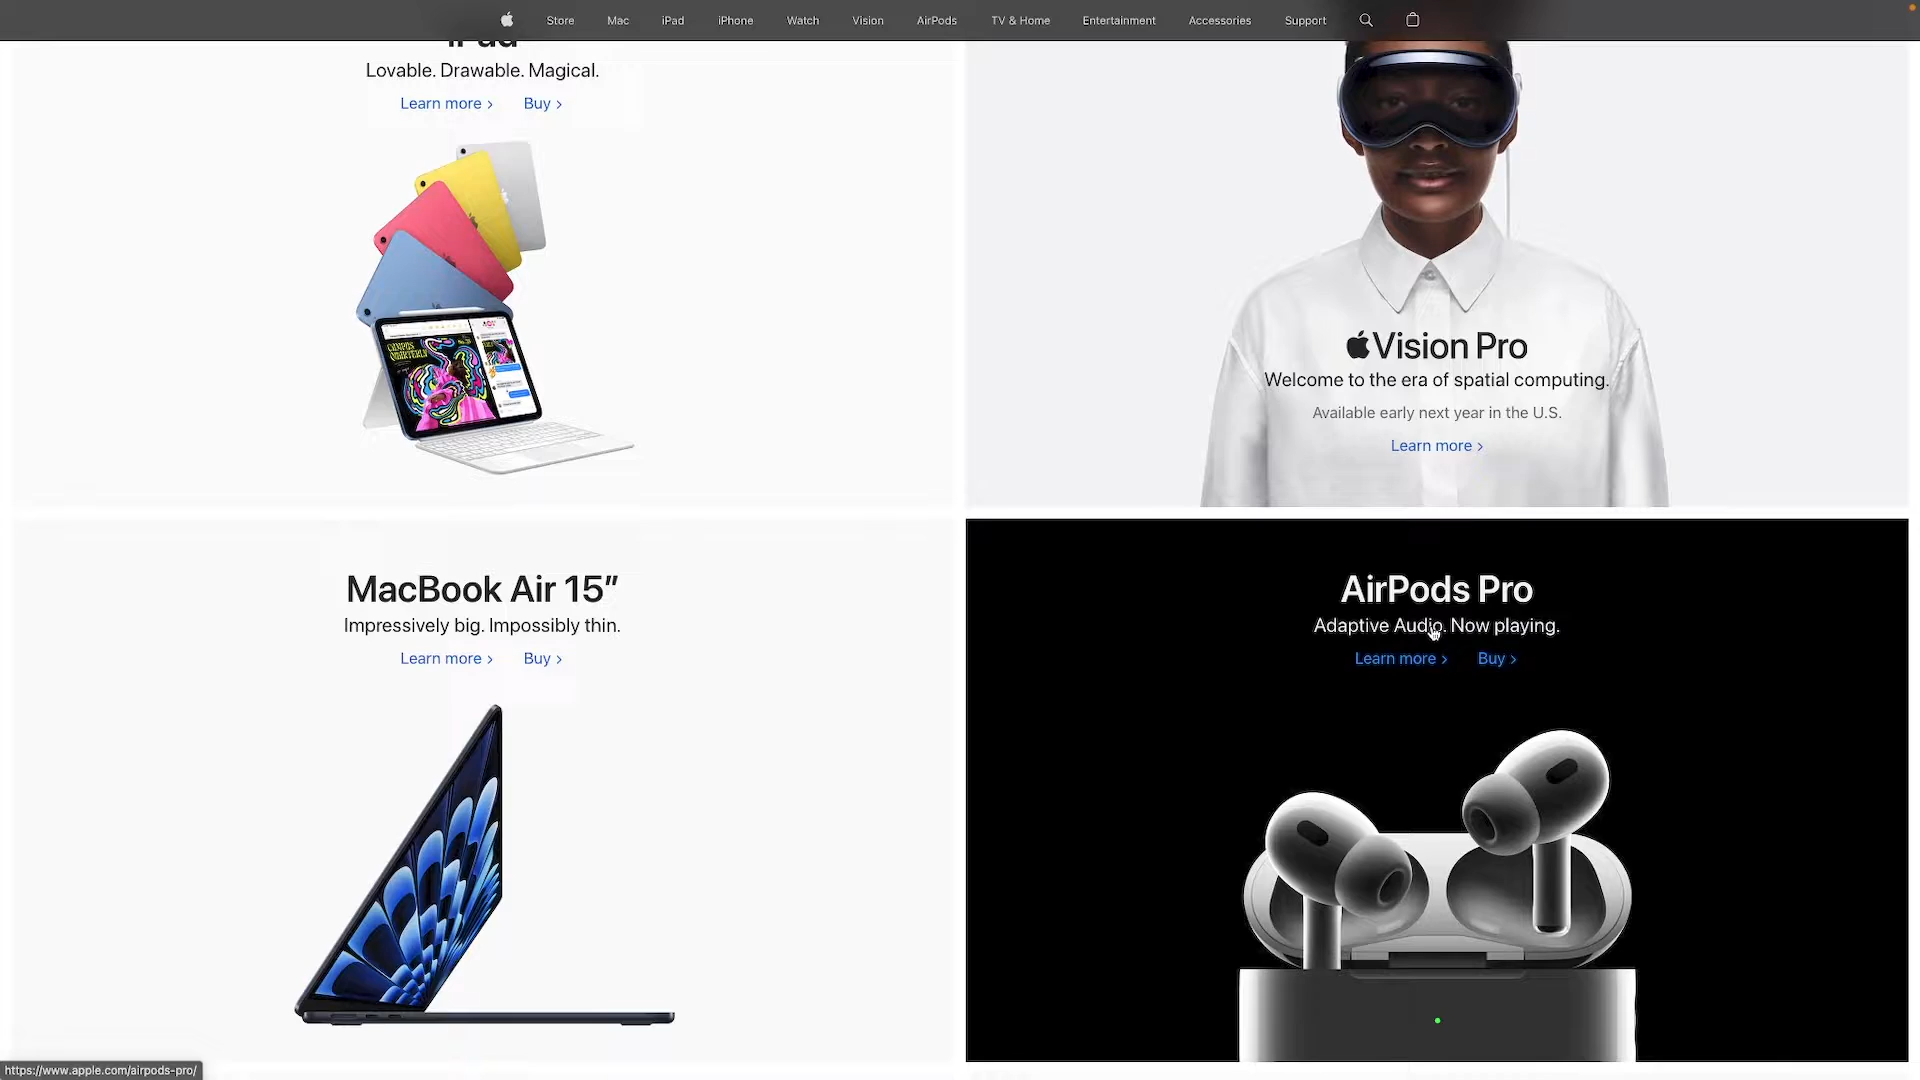 Store Mac iPad iPhone Watch Vision AirPods TV & Home Entertainment Accessories Support
iPad
Lovable. Drawable. Magical.
Learn more > Buy >
CAMPUS
QUARTERLY
Vision Pro
Welcome to the era of spatial computing.
Available early next year in the U.S.
Learn more >
MacBook Air 15”
Impressively big. Impossibly thin.
Learn more > Buy >
AirPods Pro
Adaptive Audio. Now playing.
Learn more > Buy >
https://www.apple.com/airpods-pro/